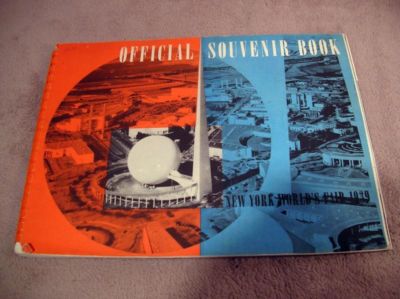 OFFICIAL SOUVENIR BOOK
NEW YORK WORLD'S FAIR 1939